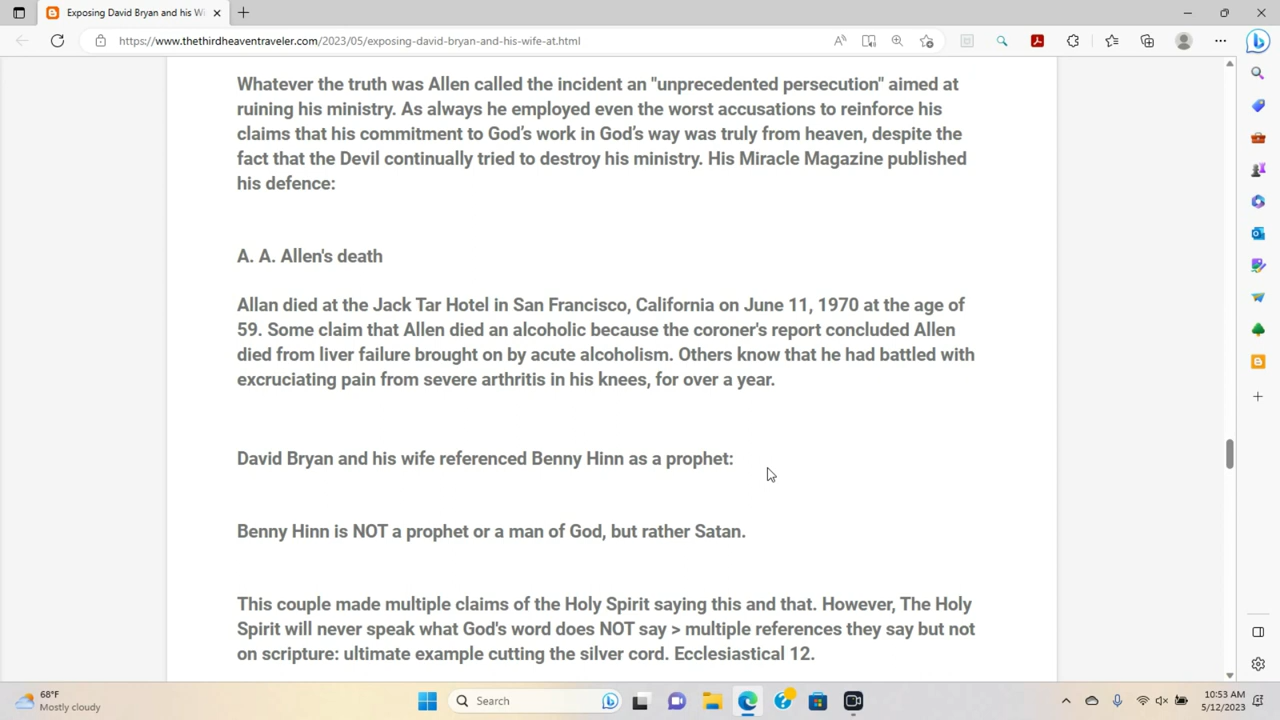 Exposing David Bryan and his Wi
https://www.thethirdheaventraveler.com/2023/05/exposing-david-bryan-and-his-wife-at.html
Whatever the truth was Allen called the incident an "unprecedented persecution" aimed at
ruining his ministry. As always he employed even the worst accusations to reinforce his
claims that his commitment to God's work in God's way was truly from heaven, despite the
fact that the Devil continually tried to destroy his ministry. His Miracle Magazine published
his defence:
A. A. Allen's death
Allan died at the Jack Tar Hotel in San Francisco, California on June 11, 1970 at the age of
59. Some claim that Allen died an alcoholic because the coroner's report concluded Allen
died from liver failure brought on by acute alcoholism. Others know that he had battled with
excruciating pain from severe arthritis in his knees, for over a year.
David Bryan and his wife referenced Benny Hinn as a prophet:
Benny Hinn is NOT a prophet or a man of God, but rather Satan.
This couple made multiple claims of the Holy Spirit saying this and that. However, The Holy
Spirit will never speak what God's word does NOT say > multiple references they say but not
on scripture: ultimate example cutting the silver cord. Ecclesiastical 12.
68°F
Mostly cloudy
Search
10:53 AM
5/12/2023